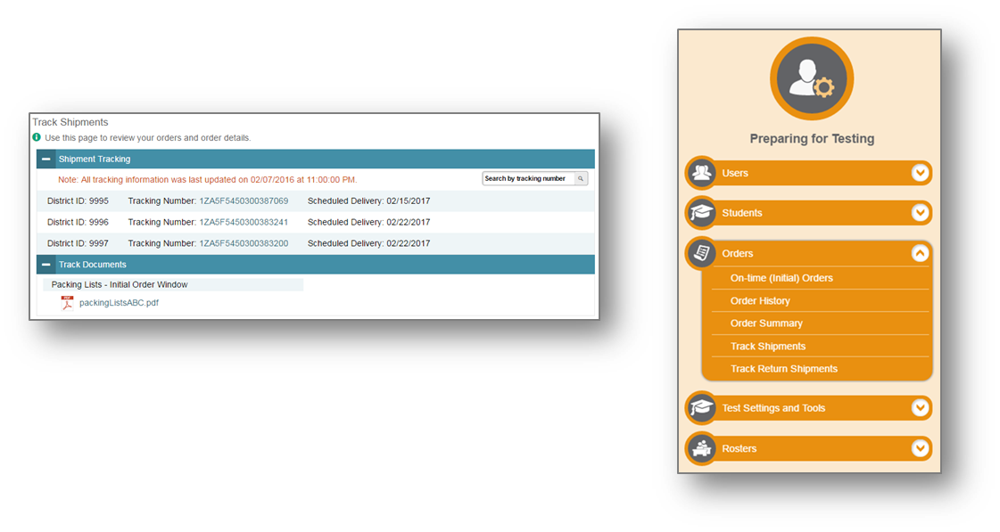 Track Shipments
Use this page to review your orders and order details.
Shipment Tracking
Note: All tracking information was last updated on 02/07/2016 at 11:00:00 PM.
Search by tracking number
District ID: 9995 Tracking Number: 1ZA5F5450300387069 Scheduled Delivery: 02/15/2017
District ID: 9996 Tracking Number: 1ZA5F5450300383241 Scheduled Delivery: 02/22/2017
District ID: 9997 Tracking Number: 1ZA5F5450300383200 Scheduled Delivery: 02/22/2017
Track Documents
Packing Lists - Initial Order Window
PDF
packingListsABC.pdf
Preparing for Testing
Users
Students
Orders
On-time (Initial) Orders
Order History
Order Summary
Track Shipments
Track Return Shipments
Test Settings and Tools
Rosters